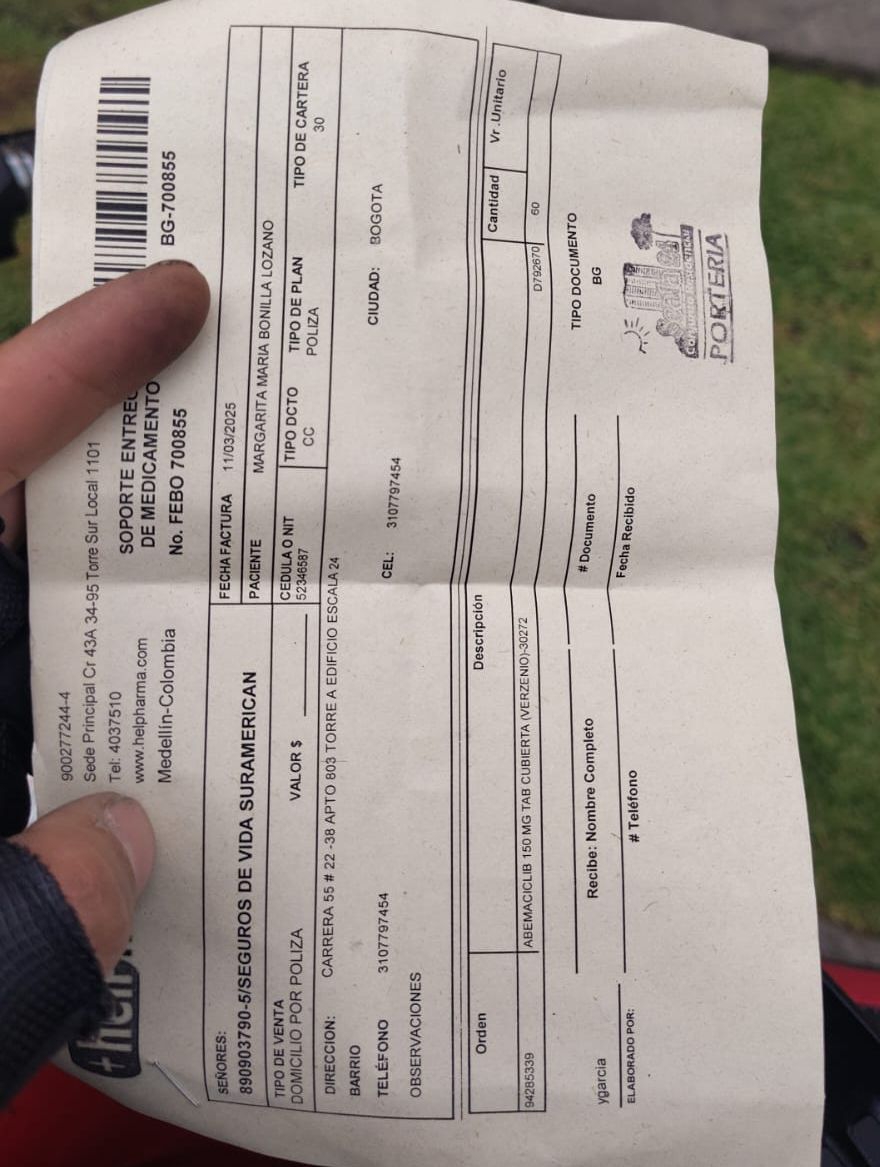 900277244-4
Sede Principal Cr 43A 34-95 Torre Sur Local 1101
Tel: 4037510
www.helpharma.com
Medellín-Colombia
SOPORTE
DE MEDICAMENTO
No. FEBO 700855
BG-700855
SEÑORES:
890903790-5/SEGUROS DE VIDA SURAMERICAN
FECHA FACTURA 11/03/2025
PACIENTE MARGARITA MARIA BONILLA LOZANO
TIPO DE VENTA
DOMICILIO POR POLIZA
VALOR $
CEDULA O NIT
52346587
TIPO DCTO
CC
TIPO DE PLAN
POLIZA
TIPO DE CARTERA
30
DIRECCION: CARRERA 55 # 22 -38 APTO 803 TORRE A EDIFICIO ESCALA 24
BARRIO
TELÉFONO 3107797454 CEL: 3107797454 CIUDAD: BOGOTA
OBSERVACIONES
Orden Descripción Cantidad Vr .Unitario
94285339 ABEMACICLIB 150 MG TAB CUBIERTA (VERZENIO)-30272 D792670 60
ygarcia
ELABORADO POR:
Recibe: Nombre Completo
# Documento
TIPO DOCUMENTO
BG
# Teléfono
Fecha Recibido
PORTERIA